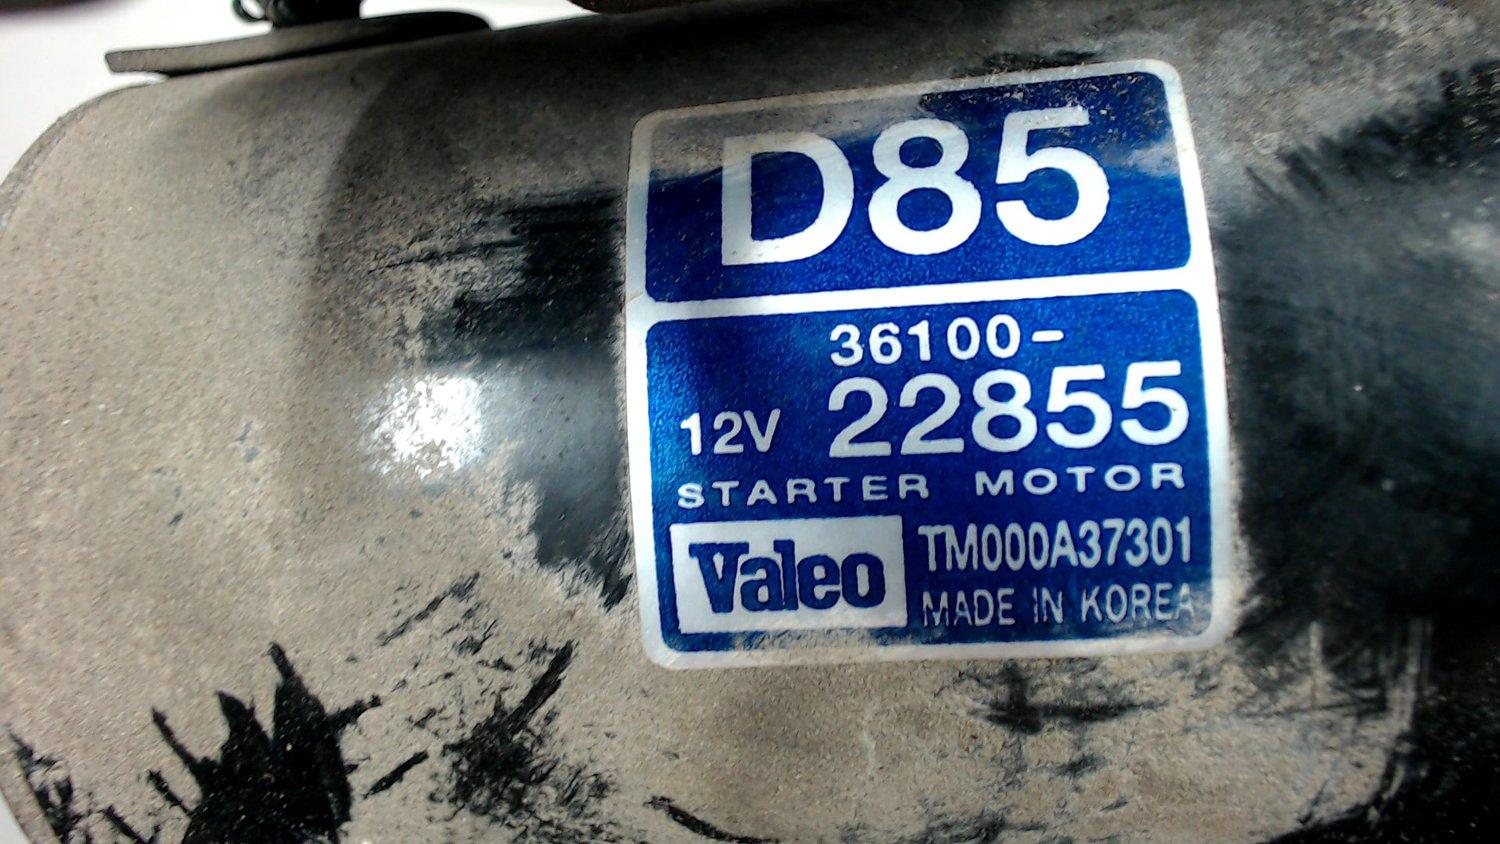 D85
36100-
12V 22855
STARTER MOTOR
Valeo TM000A37301
MADE IN KOREA